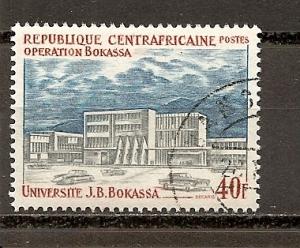 REPUBLIQUE CENTRAFRICAINE POSTES
OPERATION BOKASSA
UNIVERSITE J.B.BOKASSA 40F